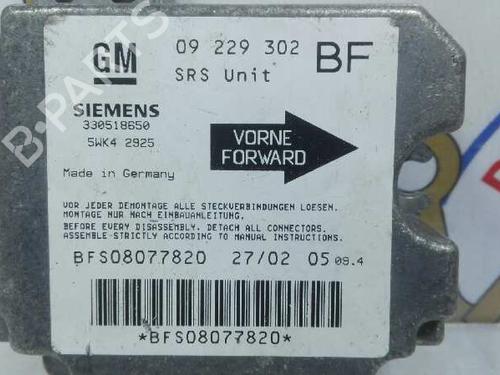 GM
09 229 302 BF
SRS Unit
SIEMENS
330518650
5WK4 2925
VORNE
FORWARD
Made in Germany
VOR JEDER DEMONTAGE ALLE STECKVERBINDUNGEN LOESEN.
MONTAGE NUR NACH EINBAUANLEITUNG.
BEFORE EVERY DISASSEMBLY, DETACH ALL CONNECTORS.
ASSEMBLE STRICTLY ACCORDING TO MANUAL INSTRUCTIONS.
BFS08077820 27/02 05 09.4
*BFS08077820*
B-PARTS